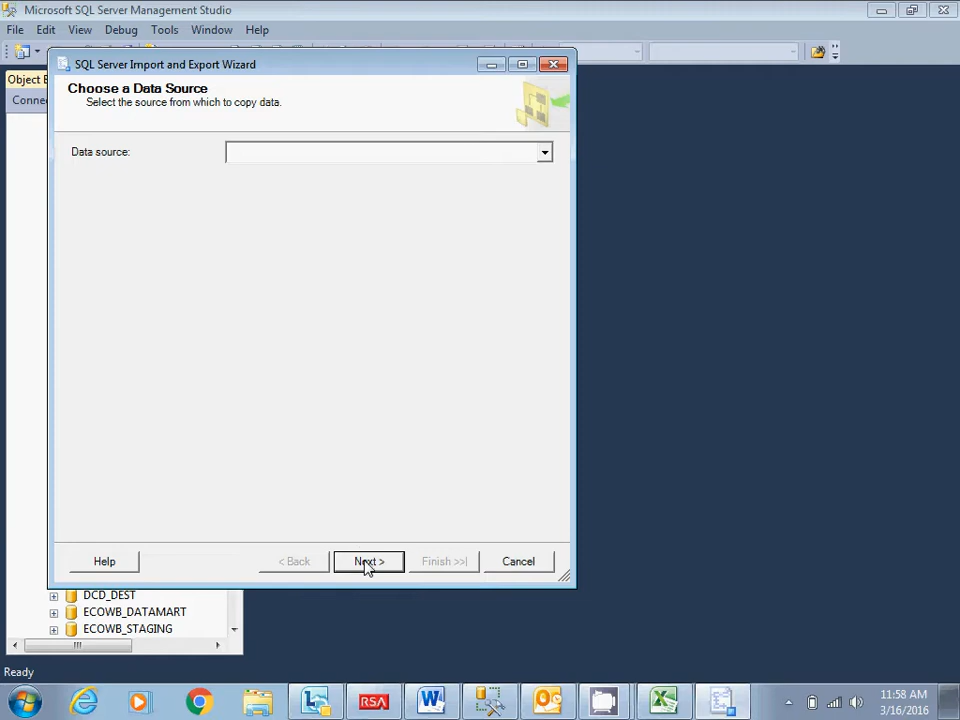 Microsoft SQL Server Management Studio
File Edit View Debug Tools Window Help
SQL Server Import and Export Wizard
Object E
Choose a Data Source
Select the source from which to copy data.
Conne
Data source:
Help < Back Next > Finish >>| Cancel
DCD_DEST
ECOWB_DATAMART
ECOWB_STAGING
Ready
RSA
11:58 AM
3/16/2016